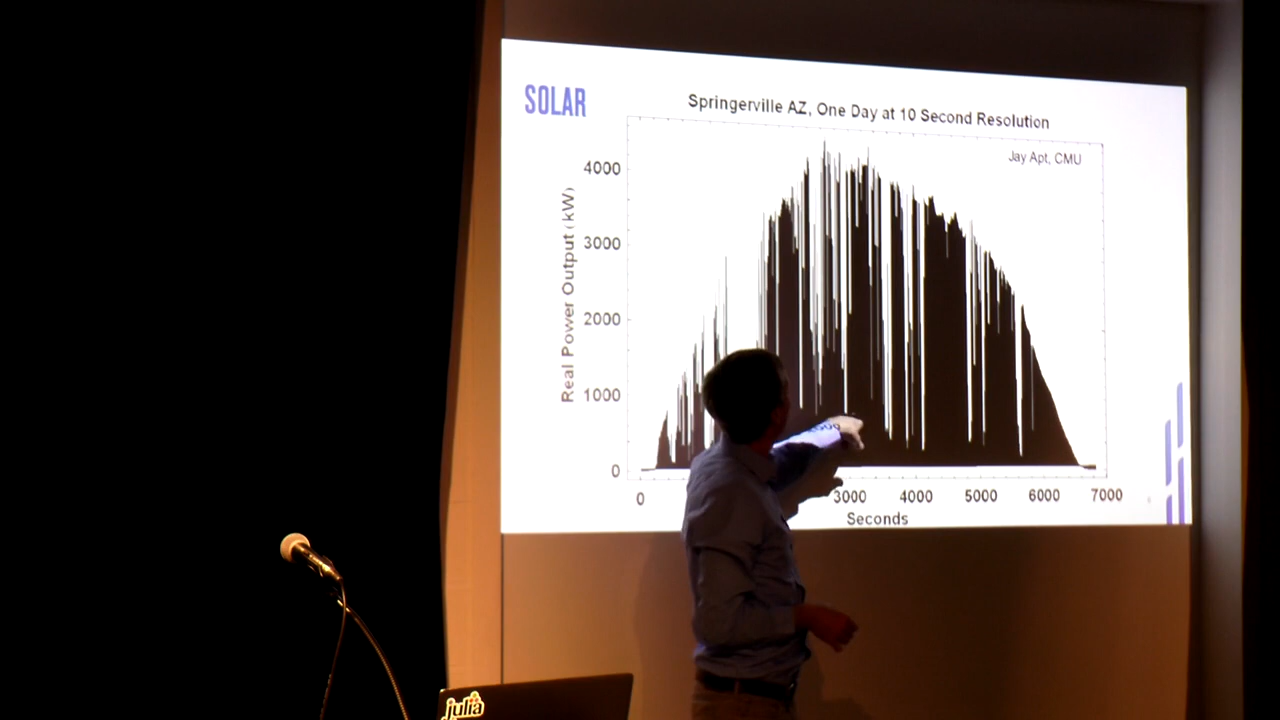 SOLAR
Springerville AZ, One Day at 10 Second Resolution
Jay Apt, CMU
Real Power Output (kW)
4000
3000
2000
1000
0
0
3000
4000
5000
6000
7000
Seconds
julia